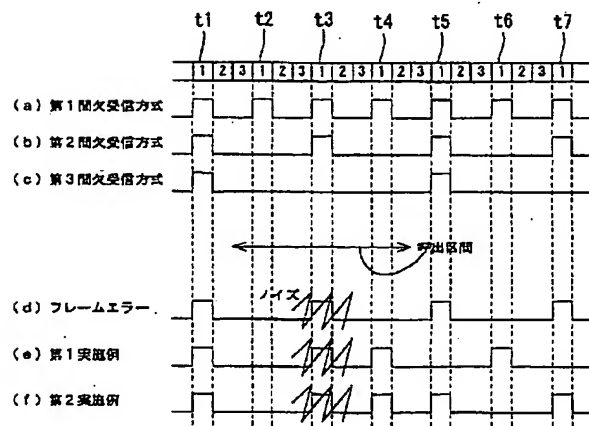 t1 t2 t3 t4 t5 t6 t7
1 2 3 1 2 3 1 2 3 1 2 3 1 2 3 1 2 3 1
(a) 第1間欠受信方式
(b) 第2間欠受信方式
(c) 第3間欠受信方式
呼出区間
ノイズ
(d) フレームエラー
(e) 第1実施例
(f) 第2実施例